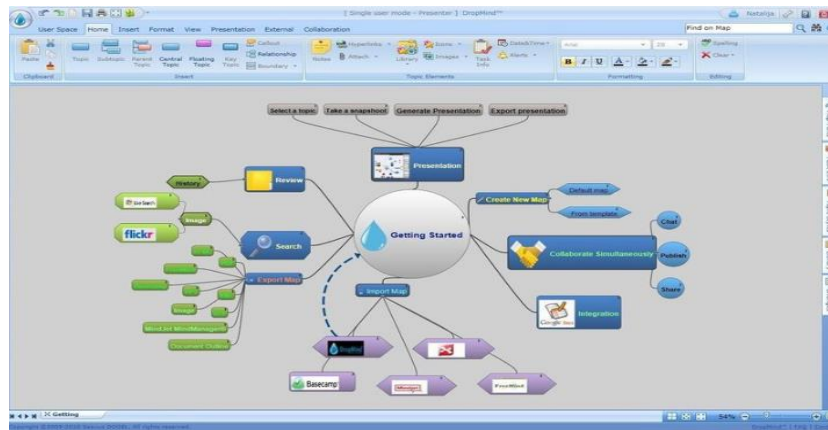 [ Single user mode - Presenter ] DropMind™
Natalija
User Space Home Insert Format View Presentation External Collaboration
Find on Map
Paste
Topic Subtopic Parent Topic Central Topic Floating Topic Key Topic
Callout
Relationship
Boundary
Notes
Hyperlinks
Attach
Library
Icons
Images
Task Info
Date&Time
Alerts
Arial 28
B I U
Spelling
Clear
Clipboard Insert Topic Elements Formatting Editing
Select a topic Take a snapshoot Generate Presentation Export presentation
Presentation
Review
History
Create New Map
Default map
From template
Image
flickr
Search
Getting Started
Collaborate Simultaneously
Chat
Publish
Share
Export Map
Import Map
Integration
Image
MindJet MindManager
Document Outline
DropMind
Basecamp
FreeMind
Getting
54%